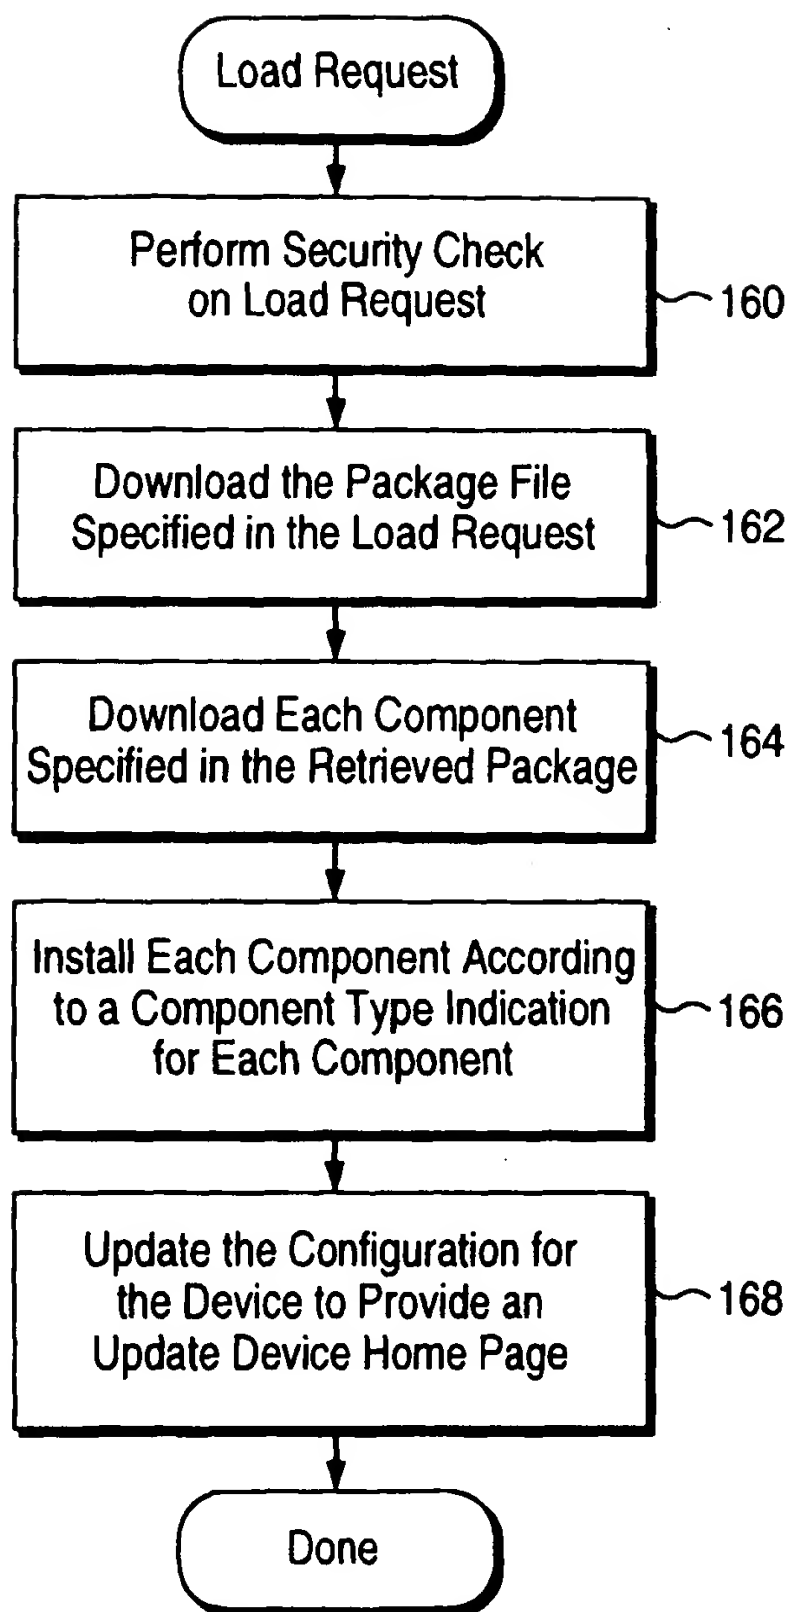 Load Request
Perform Security Check
on Load Request
160
Download the Package File
Specified in the Load Request
162
Download Each Component
Specified in the Retrieved Package
164
Install Each Component According
to a Component Type Indication
for Each Component
166
Update the Configuration for
the Device to Provide an
Update Device Home Page
168
Done